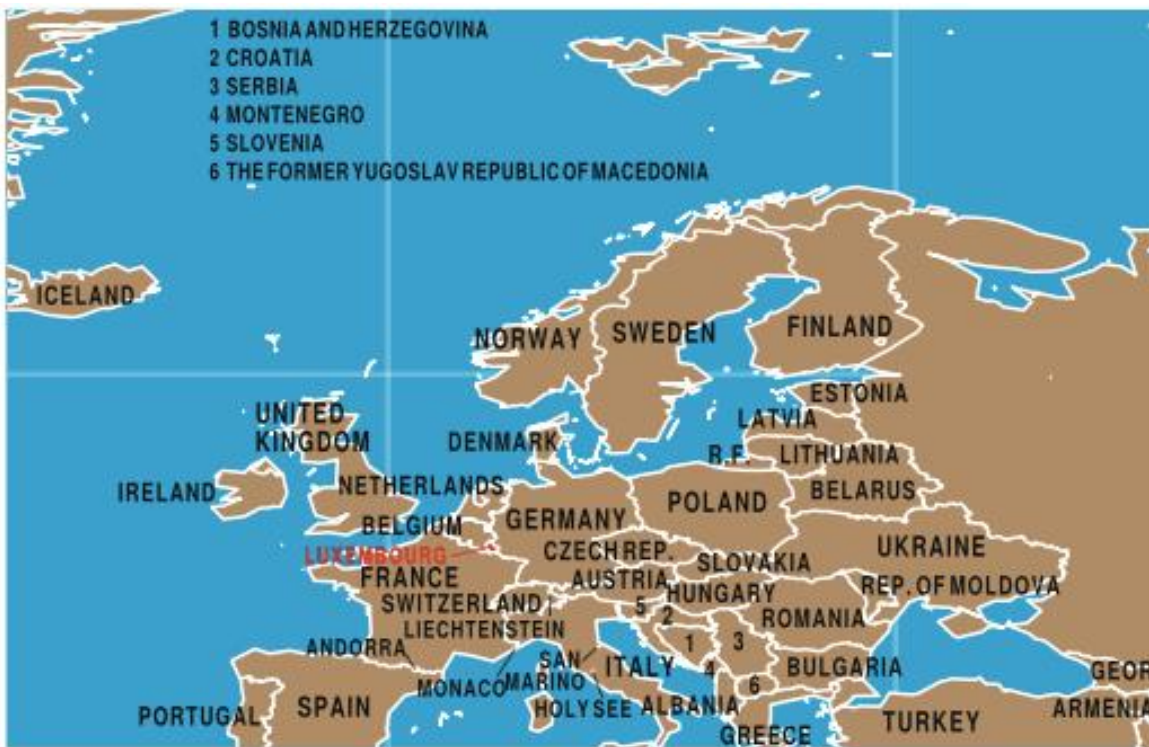 1 BOSNIA AND HERZEGOVINA
2 CROATIA
3 SERBIA
4 MONTENEGRO
5 SLOVENIA
6 THE FORMER YUGOSLAV REPUBLIC OF MACEDONIA
ICELAND
NORWAY
SWEDEN
FINLAND
ESTONIA
UNITED
KINGDOM
LATVIA
DENMARK
R.F.
LITHUANIA
IRELAND
NETHERLANDS
POLAND
BELARUS
BELGIUM
GERMANY
LUXEMBOURG
CZECH REP.
UKRAINE
FRANCE
AUSTRIA
SLOVAKIA
REP. OF MOLDOVA
SWITZERLAND
HUNGARY
5
2
ROMANIA
LIECHTENSTEIN
ANDORRA
1
3
SAN
MARINO
ITALY
4
BULGARIA
GEOR
MONACO
6
PORTUGAL
SPAIN
HOLY SEE
ALBANIA
TURKEY
ARMENIA
GREECE